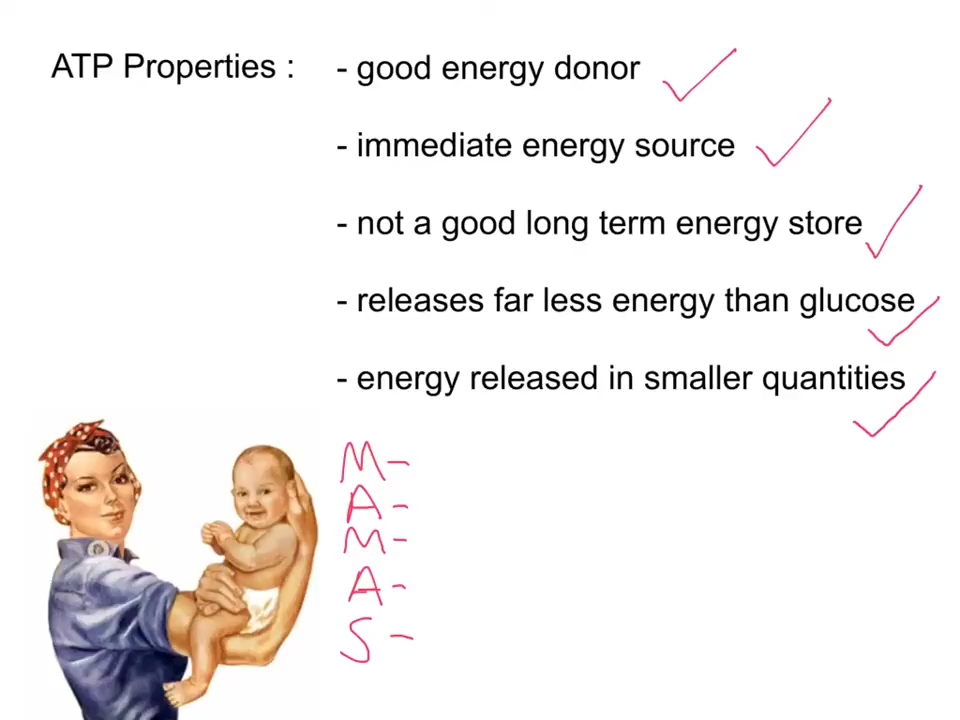 ATP Properties : - good energy donor
- immediate energy source
- not a good long term energy store
- releases far less energy than glucose
- energy released in smaller quantities
M-
A-
M-
A-
S-